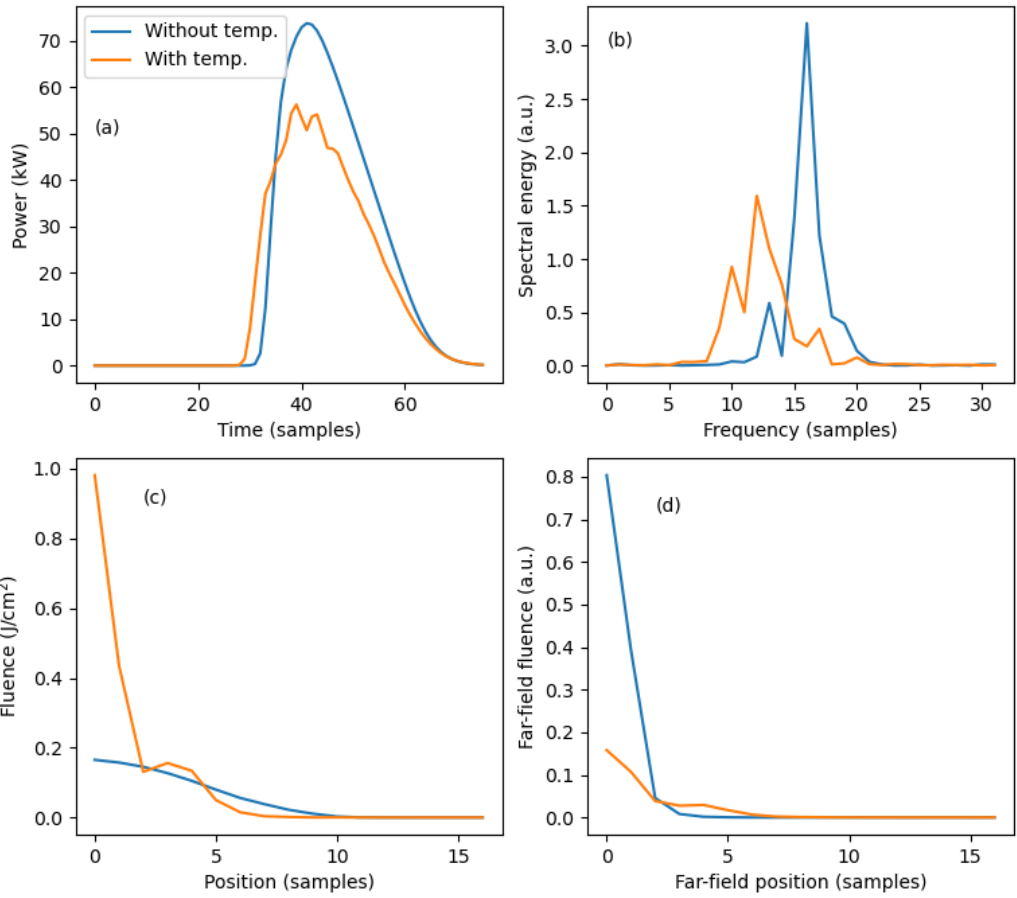 Without temp.
With temp.
(a)
Power (kW)
70
60
50
40
30
20
10
0
0 20 40 60
Time (samples)
(b)
Spectral energy (a.u.)
3.0
2.5
2.0
1.5
1.0
0.5
0.0
0 5 10 15 20 25 30
Frequency (samples)
(c)
Fluence (J/cm²)
1.0
0.8
0.6
0.4
0.2
0.0
0 5 10 15
Position (samples)
(d)
Far-field fluence (a.u.)
0.8
0.7
0.6
0.5
0.4
0.3
0.2
0.1
0.0
0 5 10 15
Far-field position (samples)